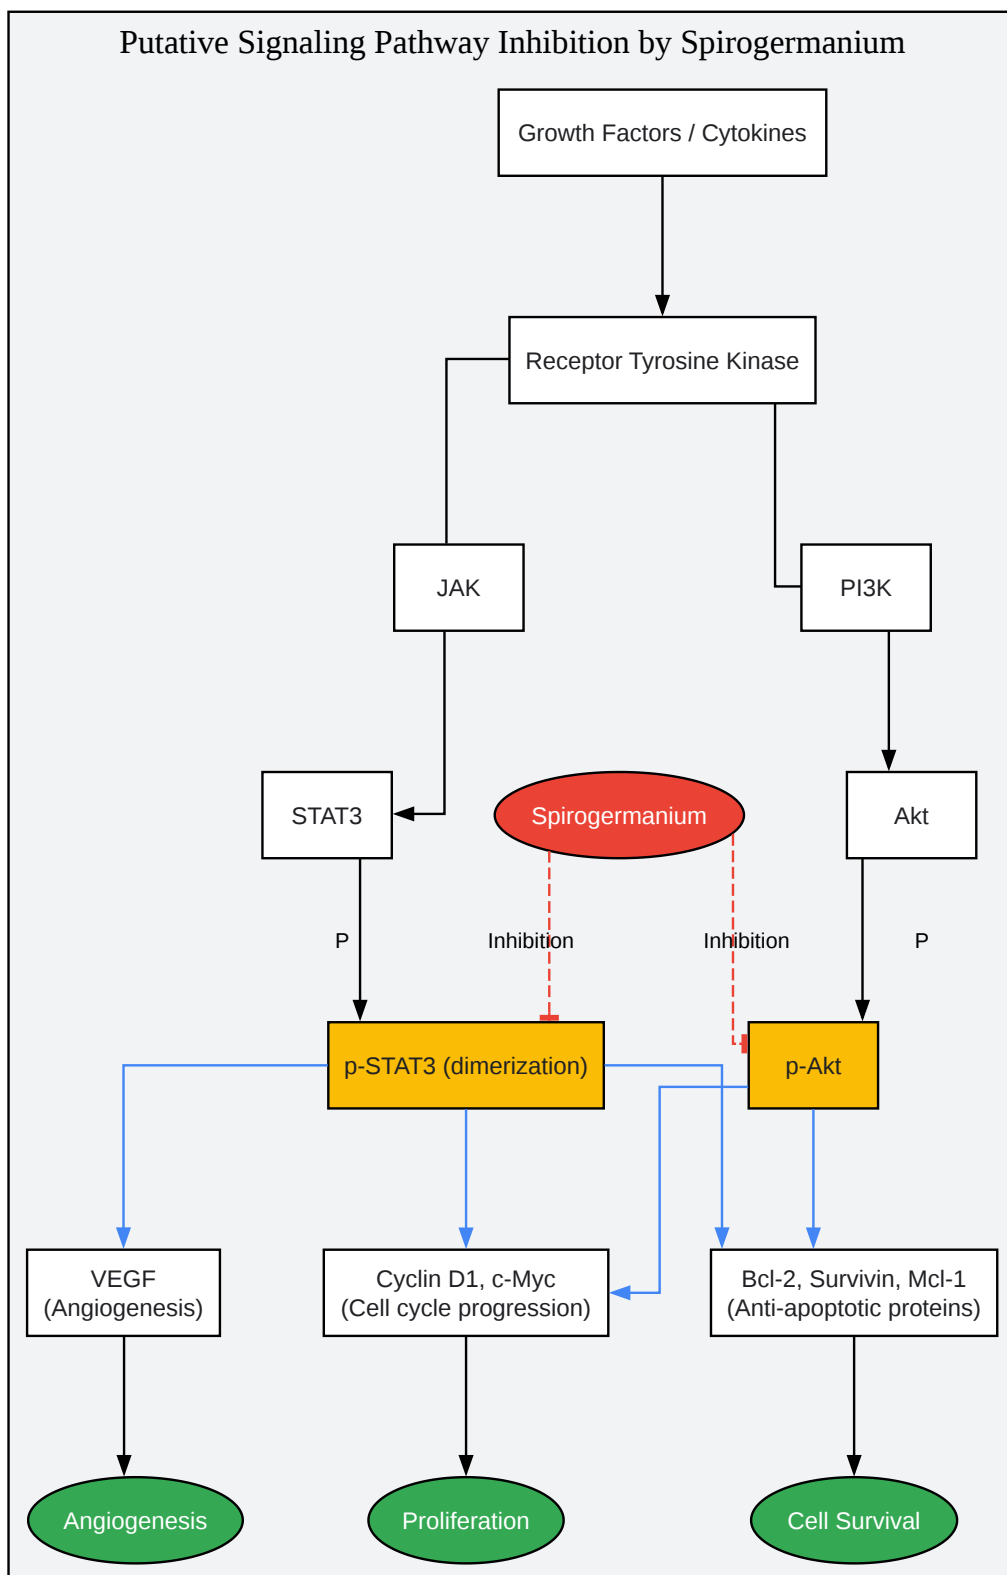 Putative Signaling Pathway Inhibition by Spirogermanium
Growth Factors / Cytokines
Receptor Tyrosine Kinase
JAK
PI3K
STAT3
Spirogermanium
Akt
P
Inhibition
Inhibition
P
p-STAT3 (dimerization)
p-Akt
VEGF
(Angiogenesis)
Cyclin D1, c-Myc
(Cell cycle progression)
Bcl-2, Survivin, Mcl-1
(Anti-apoptotic proteins)
Angiogenesis
Proliferation
Cell Survival